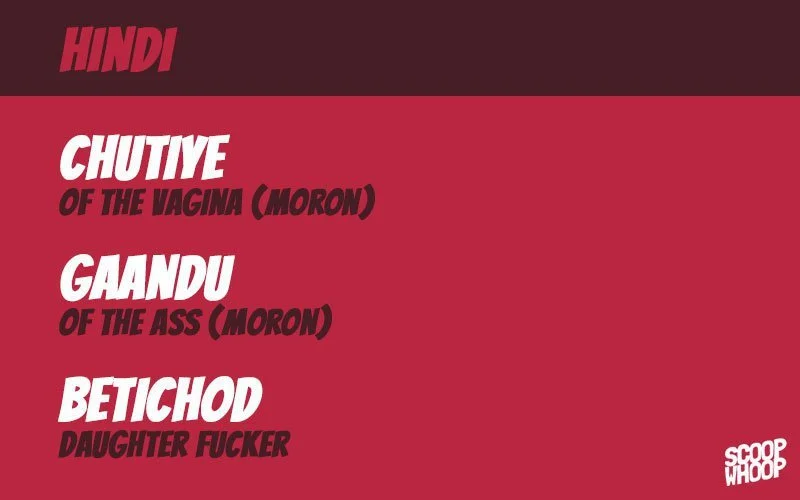 HINDI
CHUTIYE
OF THE VAGINA (MORON)
GAANDU
OF THE ASS (MORON)
BETICHOD
DAUGHTER FUCKER
SCOOP
WHOOP